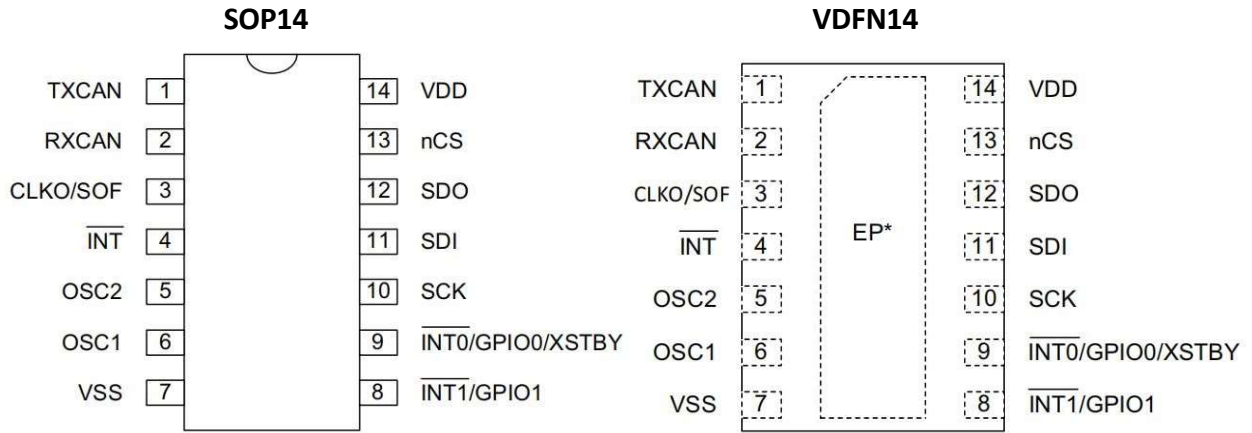 SOP14
TXCAN 1 14 VDD
RXCAN 2 13 nCS
CLKO/SOF 3 12 SDO
INT 4 11 SDI
OSC2 5 10 SCK
OSC1 6 9 INT0/GPIO0/XSTBY
VSS 7 8 INT1/GPIO1
VDFN14
TXCAN 1 14 VDD
RXCAN 2 13 nCS
CLKO/SOF 3 12 SDO
EP*
INT 4 11 SDI
OSC2 5 10 SCK
OSC1 6 9 INT0/GPIO0/XSTBY
VSS 7 8 INT1/GPIO1